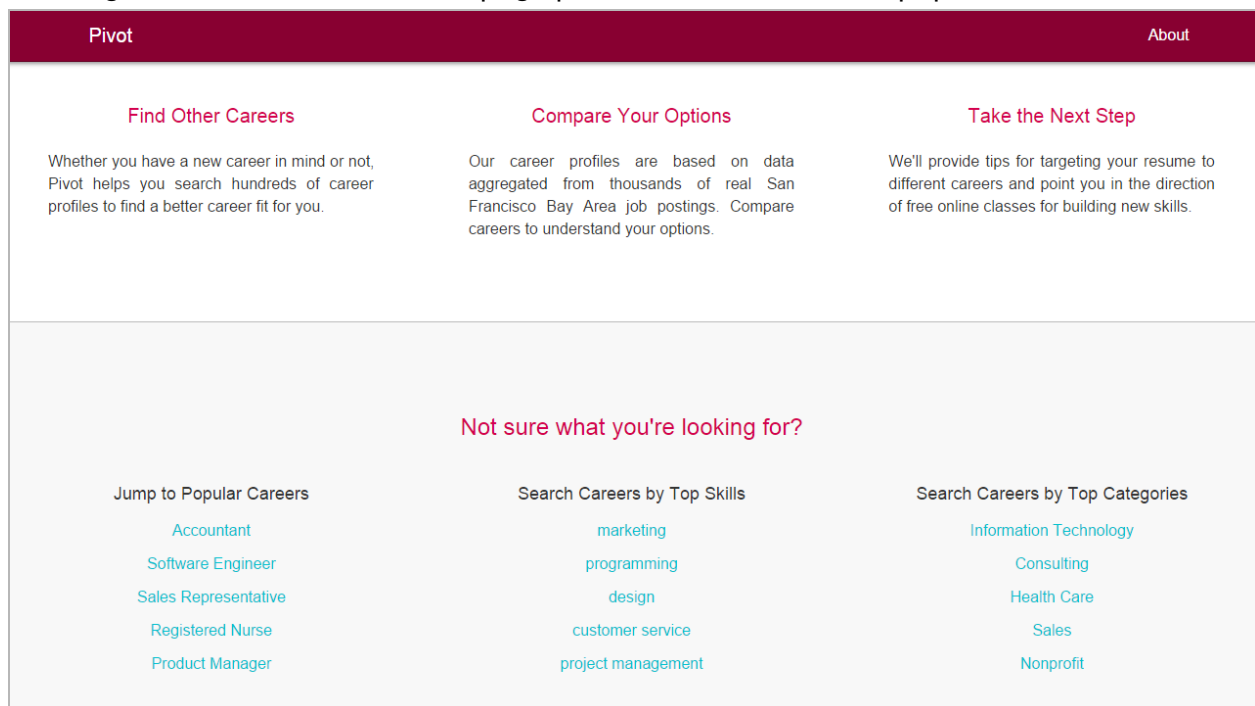 Pivot
About
Find Other Careers
Whether you have a new career in mind or not,
Pivot helps you search hundreds of career
profiles to find a better career fit for you.
Compare Your Options
Our career profiles are based on data
aggregated from thousands of real San
Francisco Bay Area job postings. Compare
careers to understand your options.
Take the Next Step
We'll provide tips for targeting your resume to
different careers and point you in the direction
of free online classes for building new skills.
Not sure what you're looking for?
Jump to Popular Careers
Accountant
Software Engineer
Sales Representative
Registered Nurse
Product Manager
Search Careers by Top Skills
marketing
programming
design
customer service
project management
Search Careers by Top Categories
Information Technology
Consulting
Health Care
Sales
Nonprofit